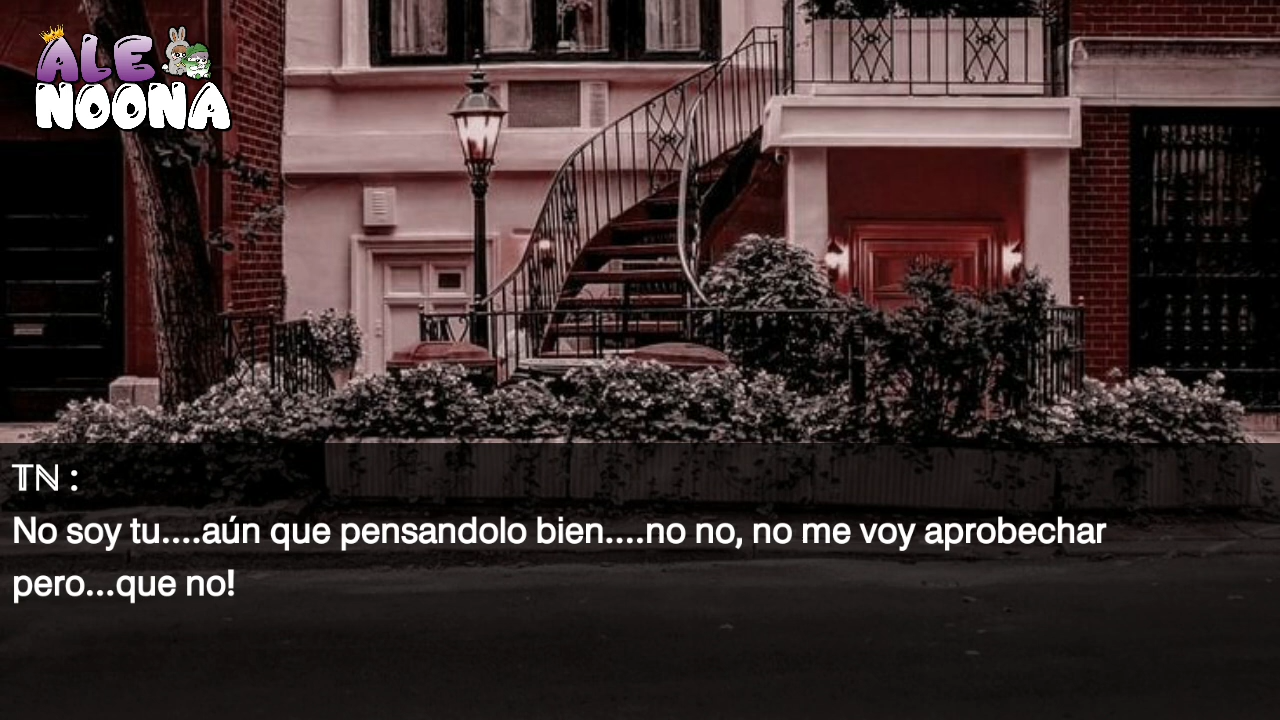 ALE
NOONA
𝕋ℕ :
No soy tu....aún que pensandolo bien....no no, no me voy aprobechar
pero...que no!